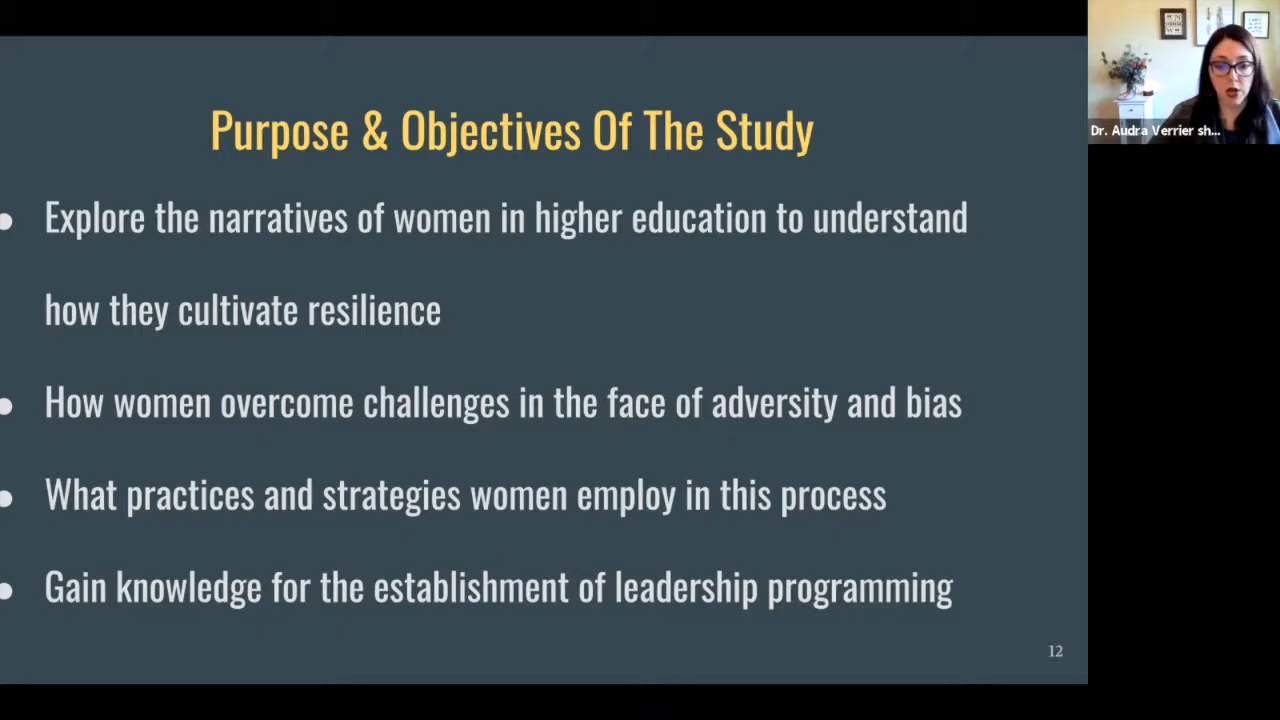 Purpose & Objectives Of The Study
● Explore the narratives of women in higher education to understand
how they cultivate resilience
● How women overcome challenges in the face of adversity and bias
● What practices and strategies women employ in this process
● Gain knowledge for the establishment of leadership programming
12
Dr. Audra Verrier sh...